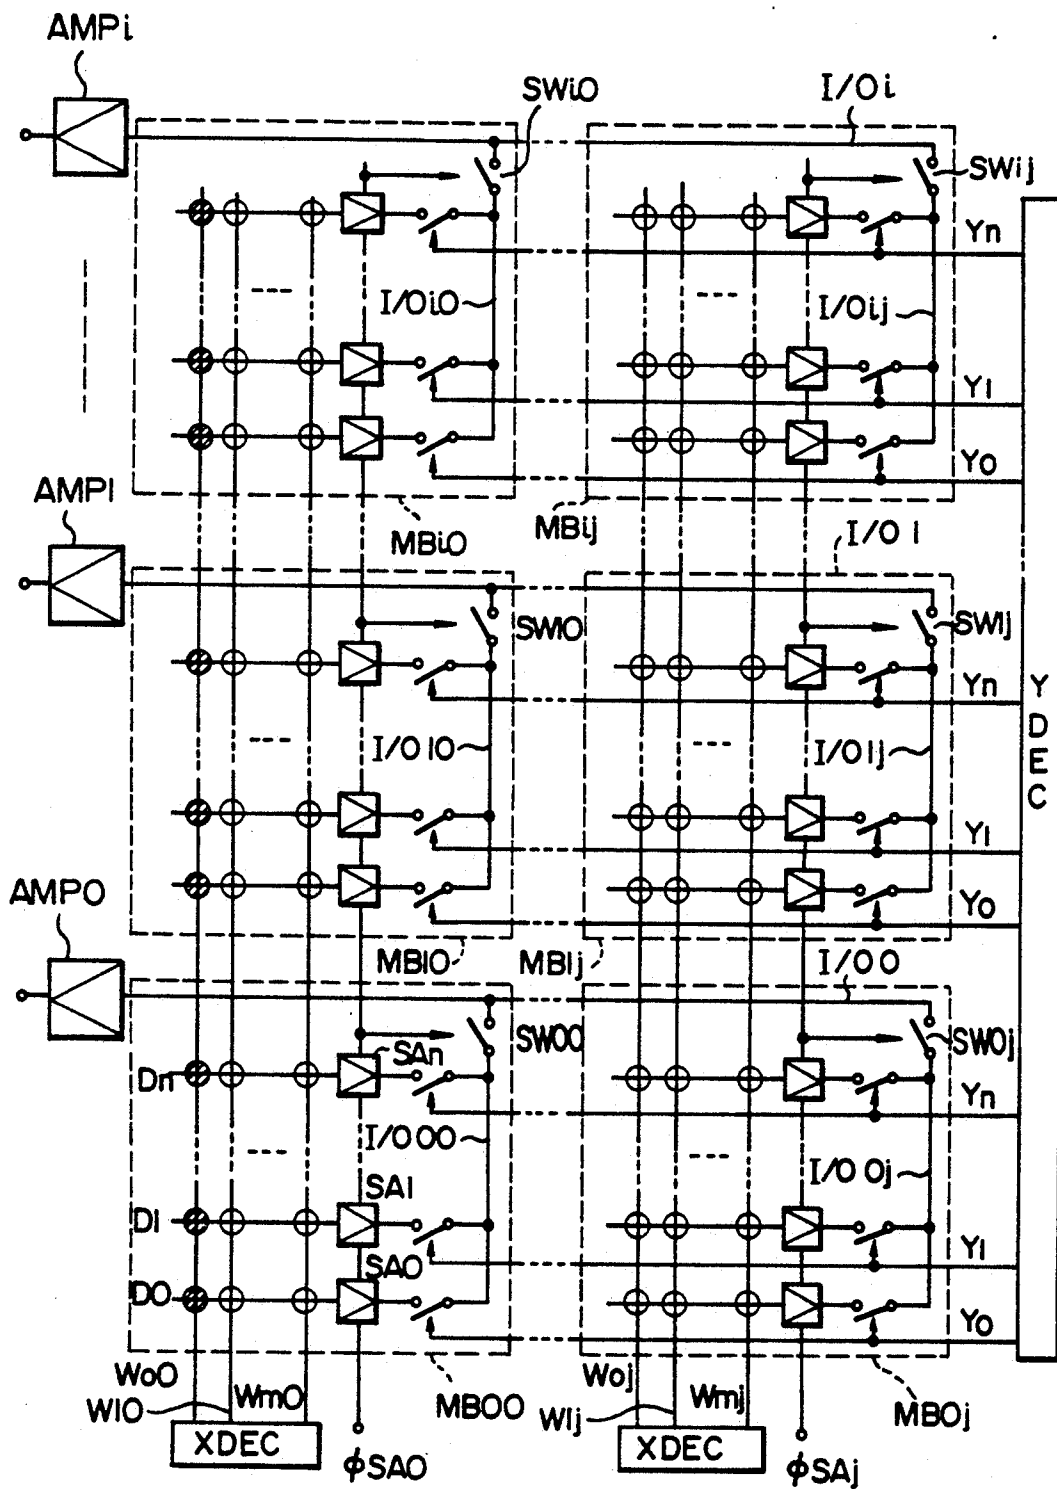 AMPi
SWi0
I/Oi
SWij
Yn
I/Oi0
I/Oij
Y1
Y0
AMP1
MBi0
MBij
I/O1
SW10
SW1j
Yn
Y DEC
I/O10
I/O1j
Y1
Y0
AMP0
MB10
MB1j
I/O0
SW00
SW0j
SAn
Dn
Yn
I/O00
I/O0j
SA1
D1
Y1
SA0
D0
Y0
Wo0
W10
Wm0
MB00
Woj
W1j
Wmj
MB0j
XDEC
XDEC
φSA0
φSAj